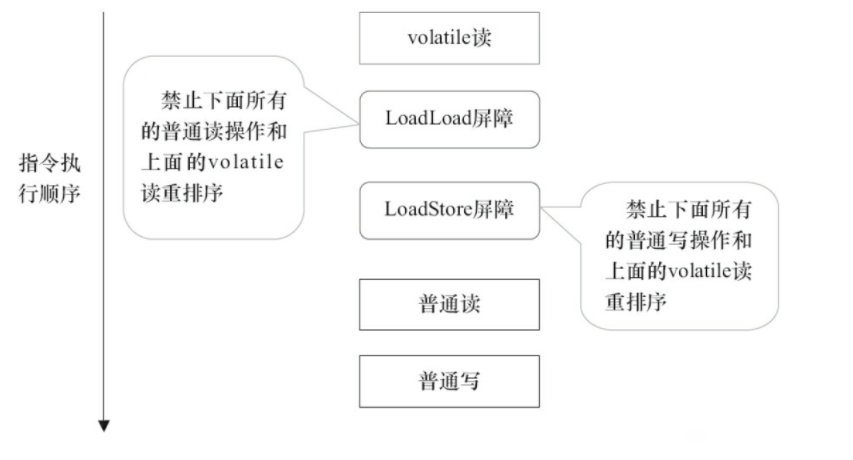 volatile读
禁止下面所有
的普通读操作和
上面的volatile
读重排序
LoadLoad屏障
指令执
行顺序
LoadStore屏障
禁止下面所有
的普通写操作和
上面的volatile读
重排序
普通读
普通写